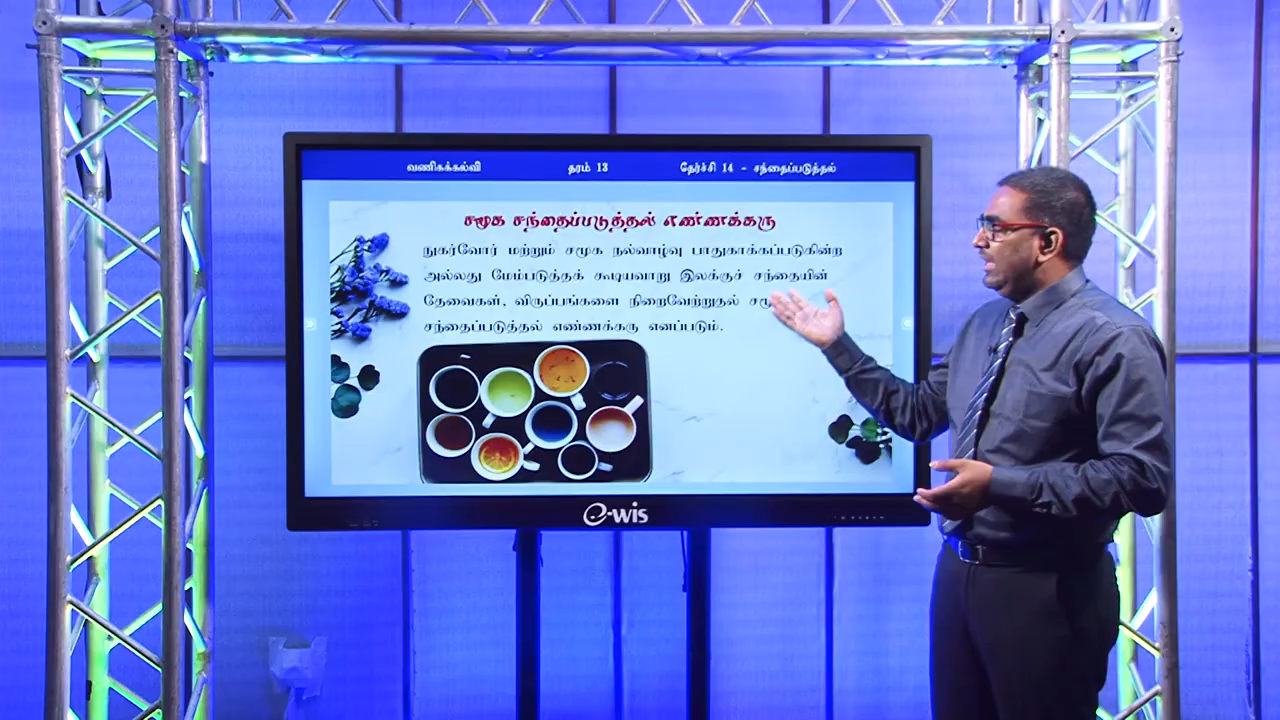 வணிகக்கல்வி தரம் 13 தேர்ச்சி 14 - சந்தைப்படுத்தல்
சமூக சந்தைப்படுத்தல் எண்ணக்கரு
நுகர்வோர் மற்றும் சமூக நல்வாழ்வு பாதுகாக்கப்படுகின்ற
அல்லது மேம்படுத்தக் கூடியவாறு இலக்குச் சந்தையின்
தேவைகள், விருப்பங்களை நிறைவேற்றுதல்
சந்தைப்படுத்தல் எண்ணக்கரு எனப்படும்.
e-wis